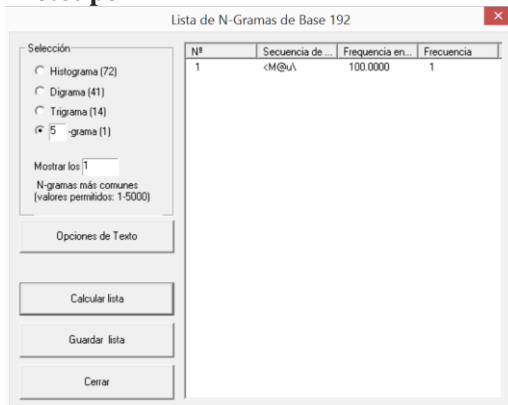 Lista de N-Gramas de Base 192
Selección
Histograma (72)
Digrama (41)
Trigrama (14)
5 -grama (1)
Mostrar los 1
N-gramas más comunes
(valores permitidos: 1-5000)
Opciones de Texto
Calcular lista
Guardar lista
Cerrar
Nº Secuencia de ... Frequencia en... Frecuencia
1 <M@u\ 100.0000 1